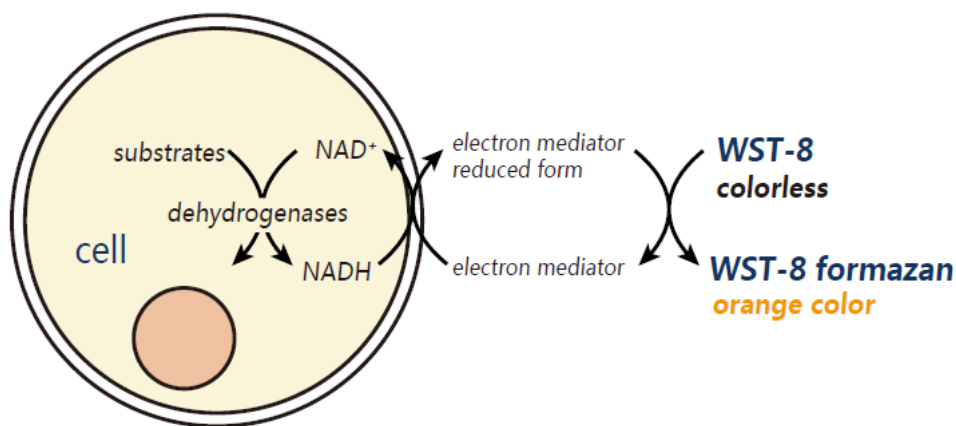 substrates
NAD⁺
dehydrogenases
NADH
cell
electron mediator
reduced form
electron mediator
WST-8
colorless
WST-8 formazan
orange color